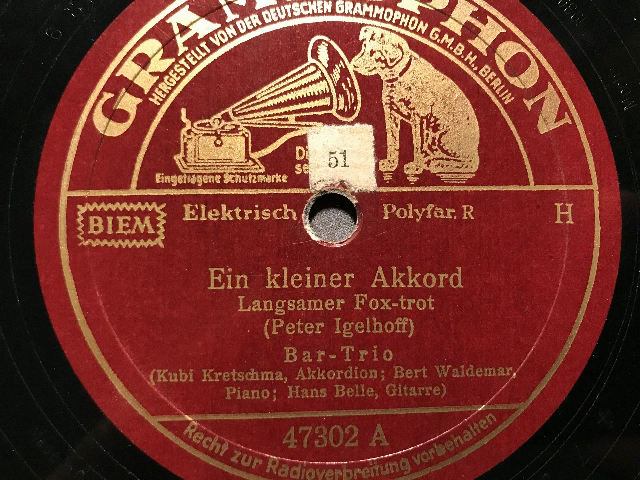 GRAMMOPHON
HERGESTELLT VON DER DEUTSCHEN GRAMMOPHON G.M.B.H., BERLIN
51
Eingetragene Schutzmarke
BIEM
Elektrisch Polyfar. R H
Ein kleiner Akkord
Langsamer Fox-trot
(Peter Igelhoff)
Bar-Trio
(Kubi Kretschma, Akkordion; Bert Waldemar,
Piano; Hans Belle, Gitarre)
47302 A
Recht zur Radioverbreitung vorbehalten